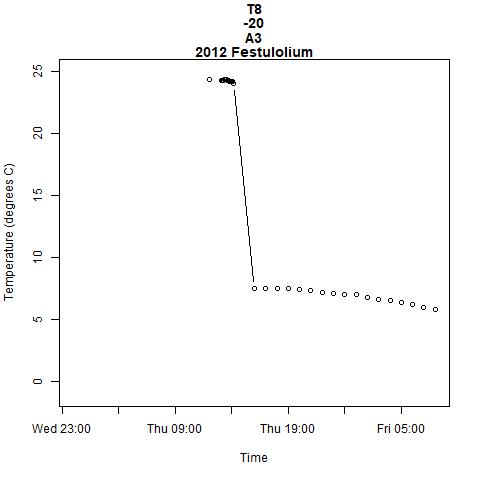 T8
-20
A3
2012 Festulolium
Temperature (degrees C)
25
20
15
10
5
0
Wed 23:00 Thu 09:00 Thu 19:00 Fri 05:00
Time